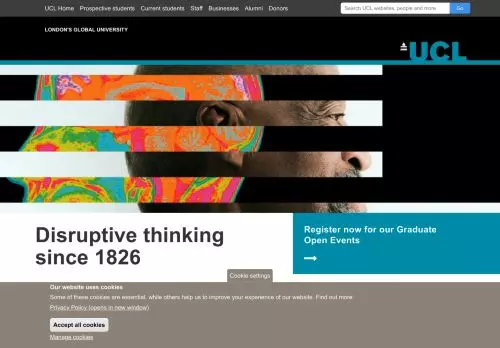 UCL Home Prospective students Current students Staff Businesses Alumni Donors Search UCL websites, people and more Go
LONDON'S GLOBAL UNIVERSITY
UCL
Disruptive thinking
since 1826
Register now for our Graduate
Open Events
Cookie settings
Our website uses cookies
Some of these cookies are essential, while others help us to improve your experience of our website. Find out more:
Privacy Policy (opens in new window)
Accept all cookies
Manage cookies